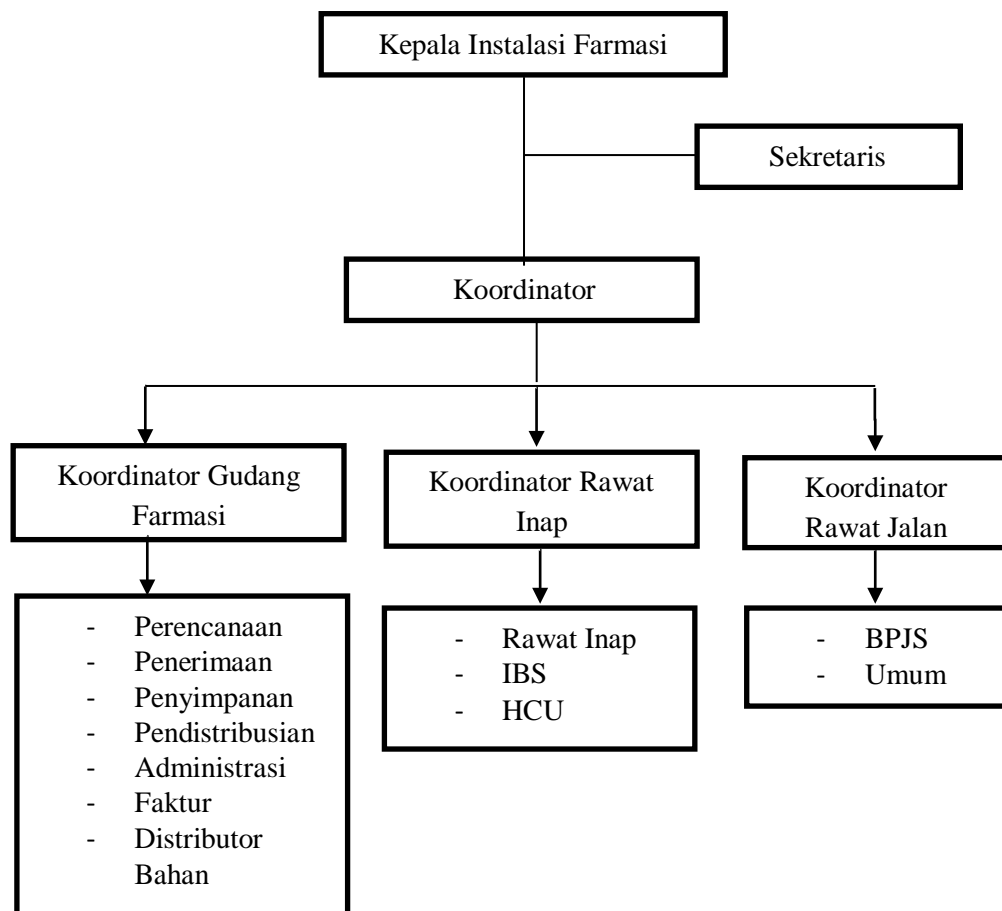 Kepala Instalasi Farmasi
Sekretaris
Koordinator
Koordinator Gudang
Farmasi
Koordinator Rawat
Inap
Koordinator
Rawat Jalan
- Perencanaan
- Penerimaan
- Penyimpanan
- Pendistribusian
- Administrasi
- Faktur
- Distributor
Bahan
- Rawat Inap
- IBS
- HCU
- BPJS
- Umum